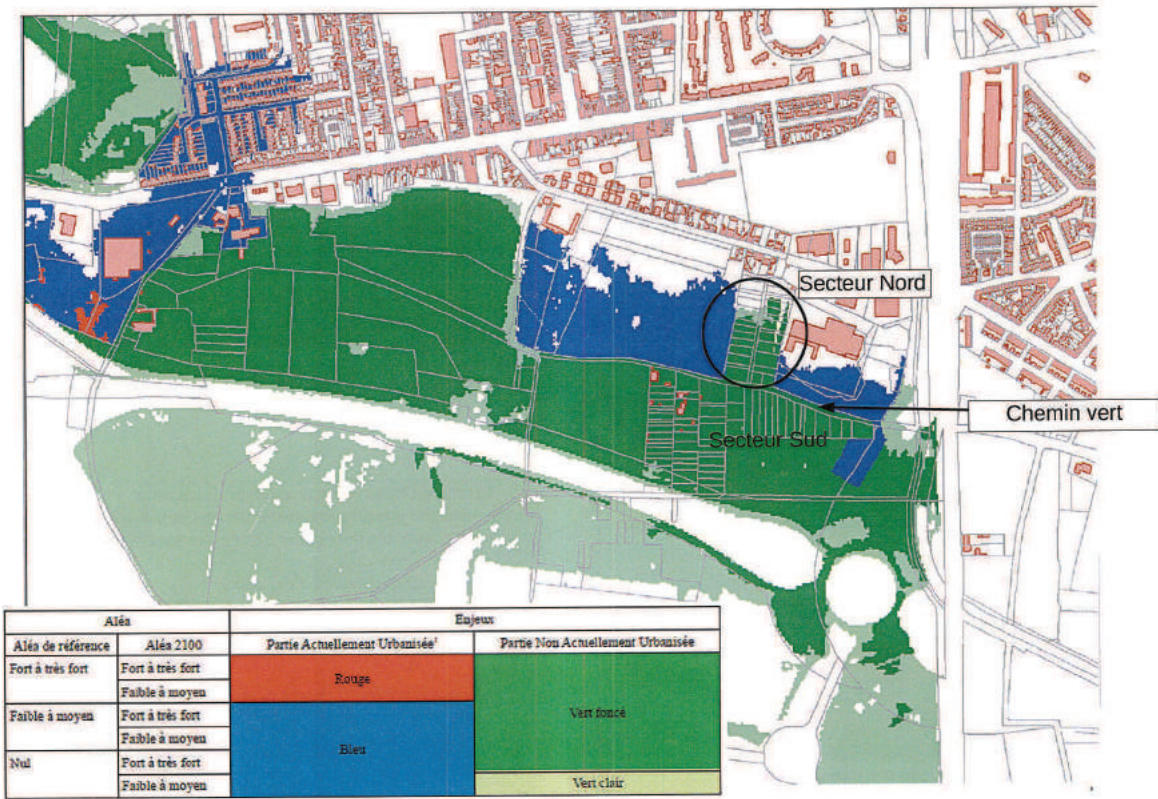 Secteur Nord
Chemin vert
Secteur Sud
Aléa Enjeux
Aléa de référence Aléa 2100 Partie Actuellement Urbanisée¹ Partie Non Actuellement Urbanisée
Fort à très fort Fort à très fort Rouge Vert foncé
Faible à moyen
Faible à moyen Fort à très fort Bleu
Faible à moyen
Nul Fort à très fort
Faible à moyen Vert clair